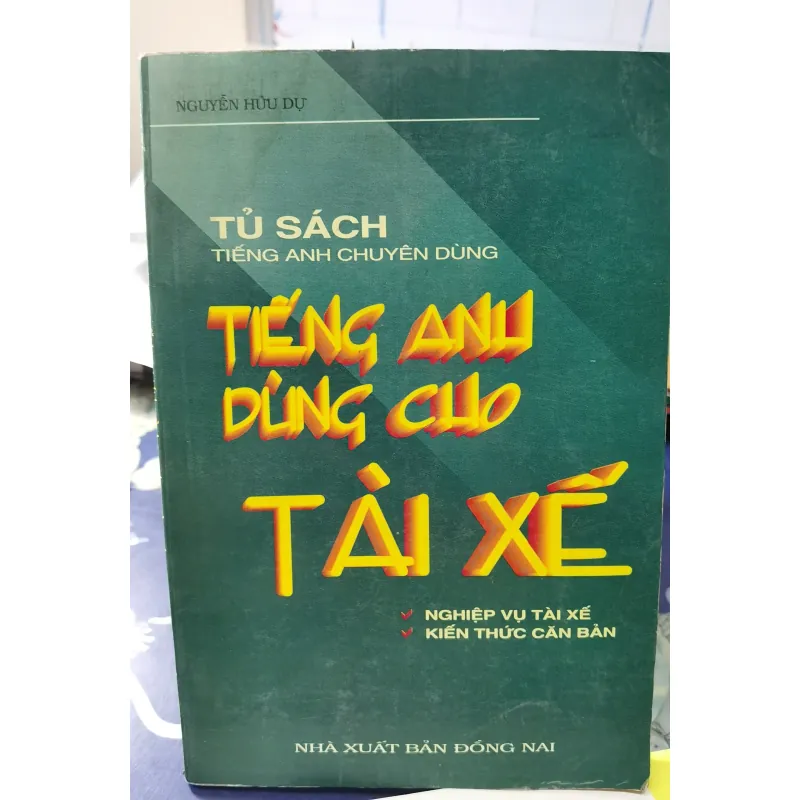 NGUYỄN HỮU DỰ
TỦ SÁCH
TIẾNG ANH CHUYÊN DÙNG
TIẾNG ANH
DÙNG CHO
TÀI XẾ
NGHIỆP VỤ TÀI XẾ
KIẾN THỨC CĂN BẢN
NHÀ XUẤT BẢN ĐỒNG NAI